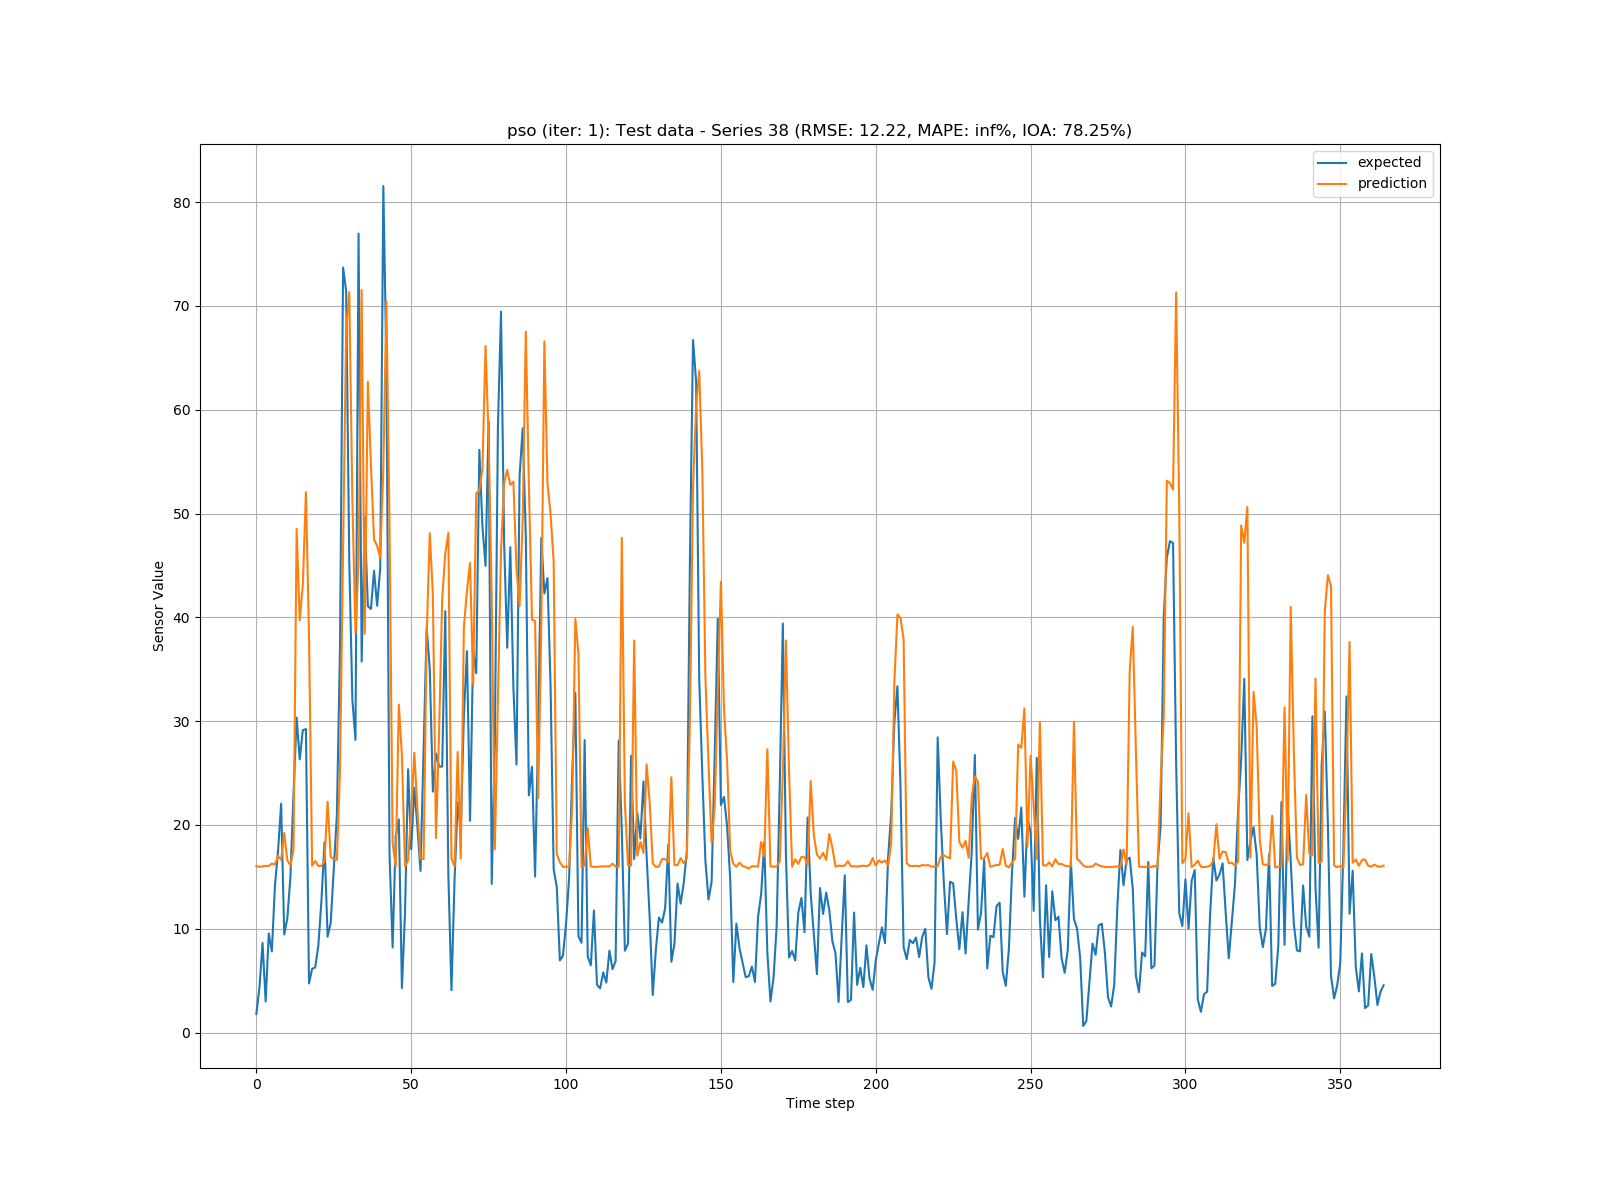 pso (iter: 1): Test data - Series 38 (RMSE: 12.22, MAPE: inf%, IOA: 78.25%)
expected
prediction
Sensor Value
80
70
60
50
40
30
20
10
0
0 50 100 150 200 250 300 350
Time step